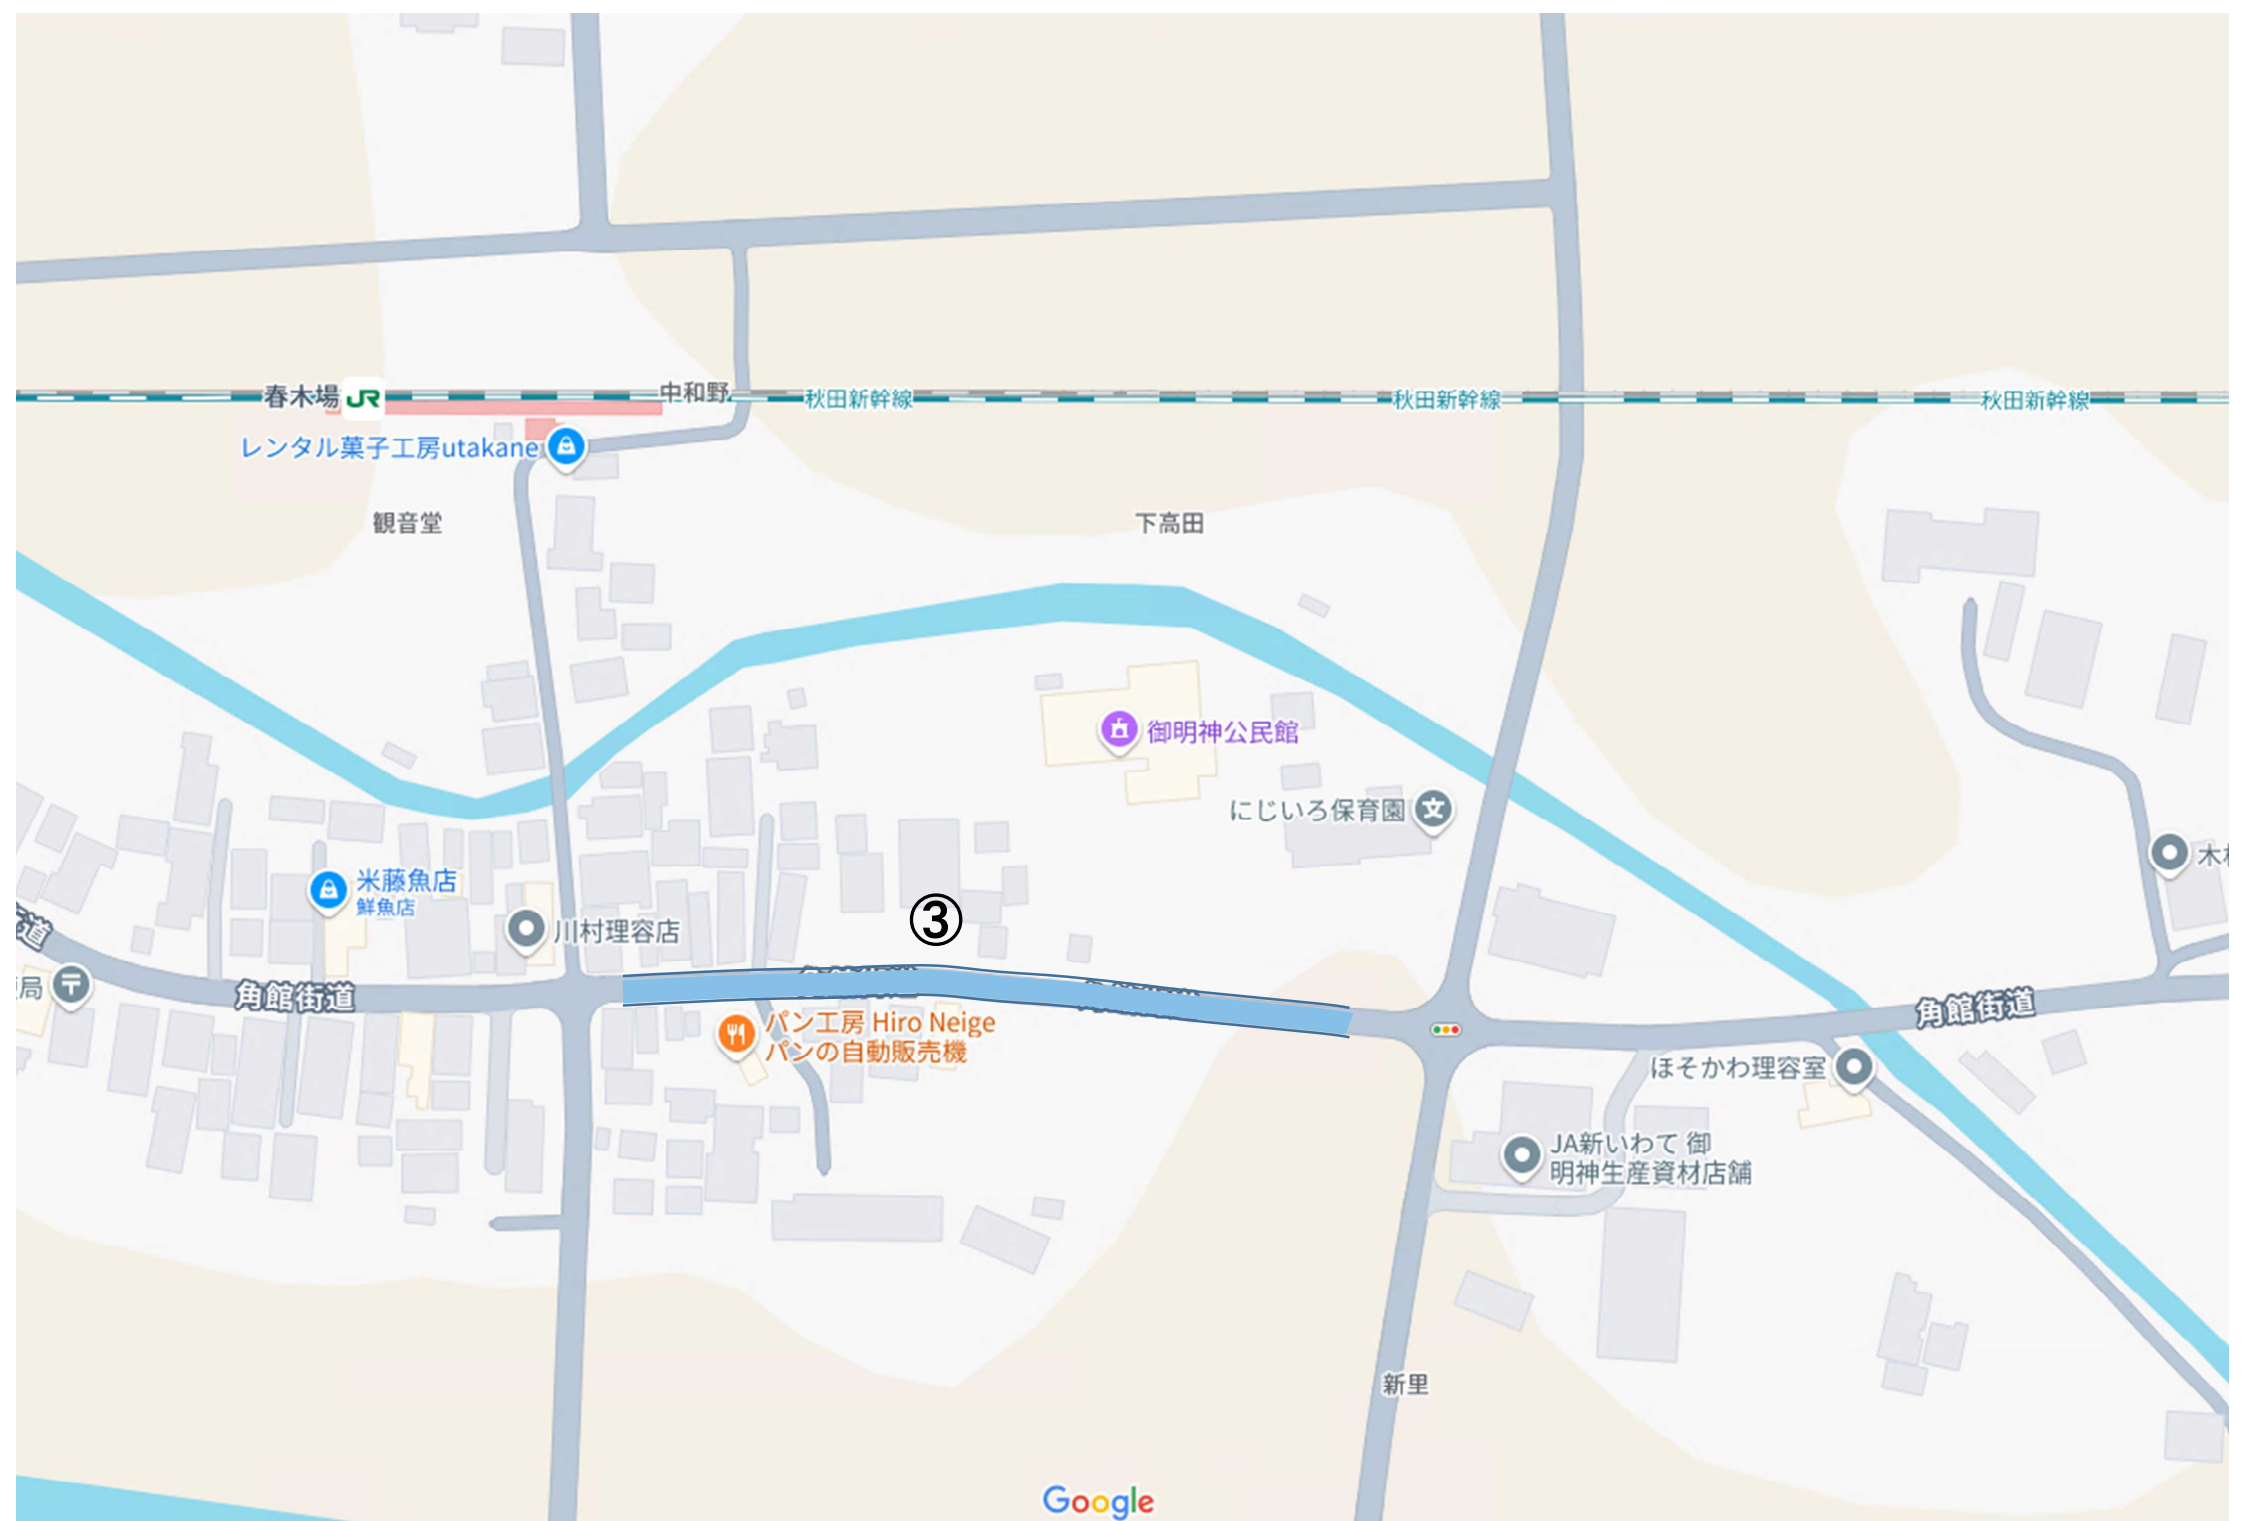 春木場
中和野
秋田新幹線
秋田新幹線
秋田新幹線
レンタル菓子工房utakane
観音堂
下高田
御明神公民館
にじいろ保育園
米藤魚店
鮮魚店
川村理容店
③
道
局
角館街道
角館街道
パン工房 Hiro Neige
パンの自動販売機
ほそかわ理容室
JA新いわて 御
明神生産資材店舗
新里
Google